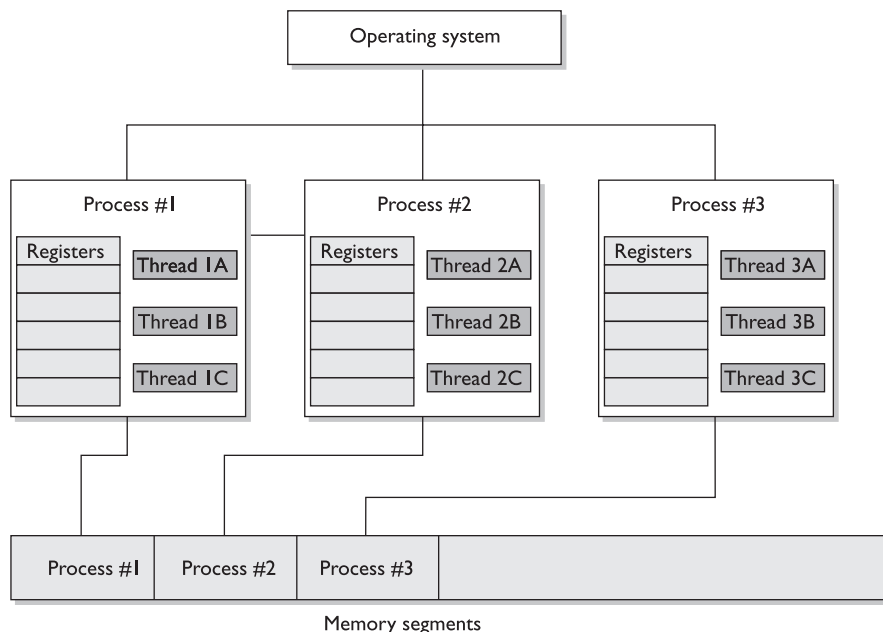 Operating system
Process #1
Process #2
Process #3
Registers
Thread 1A
Thread 1B
Thread 1C
Registers
Thread 2A
Thread 2B
Thread 2C
Registers
Thread 3A
Thread 3B
Thread 3C
Process #1
Process #2
Process #3
Memory segments